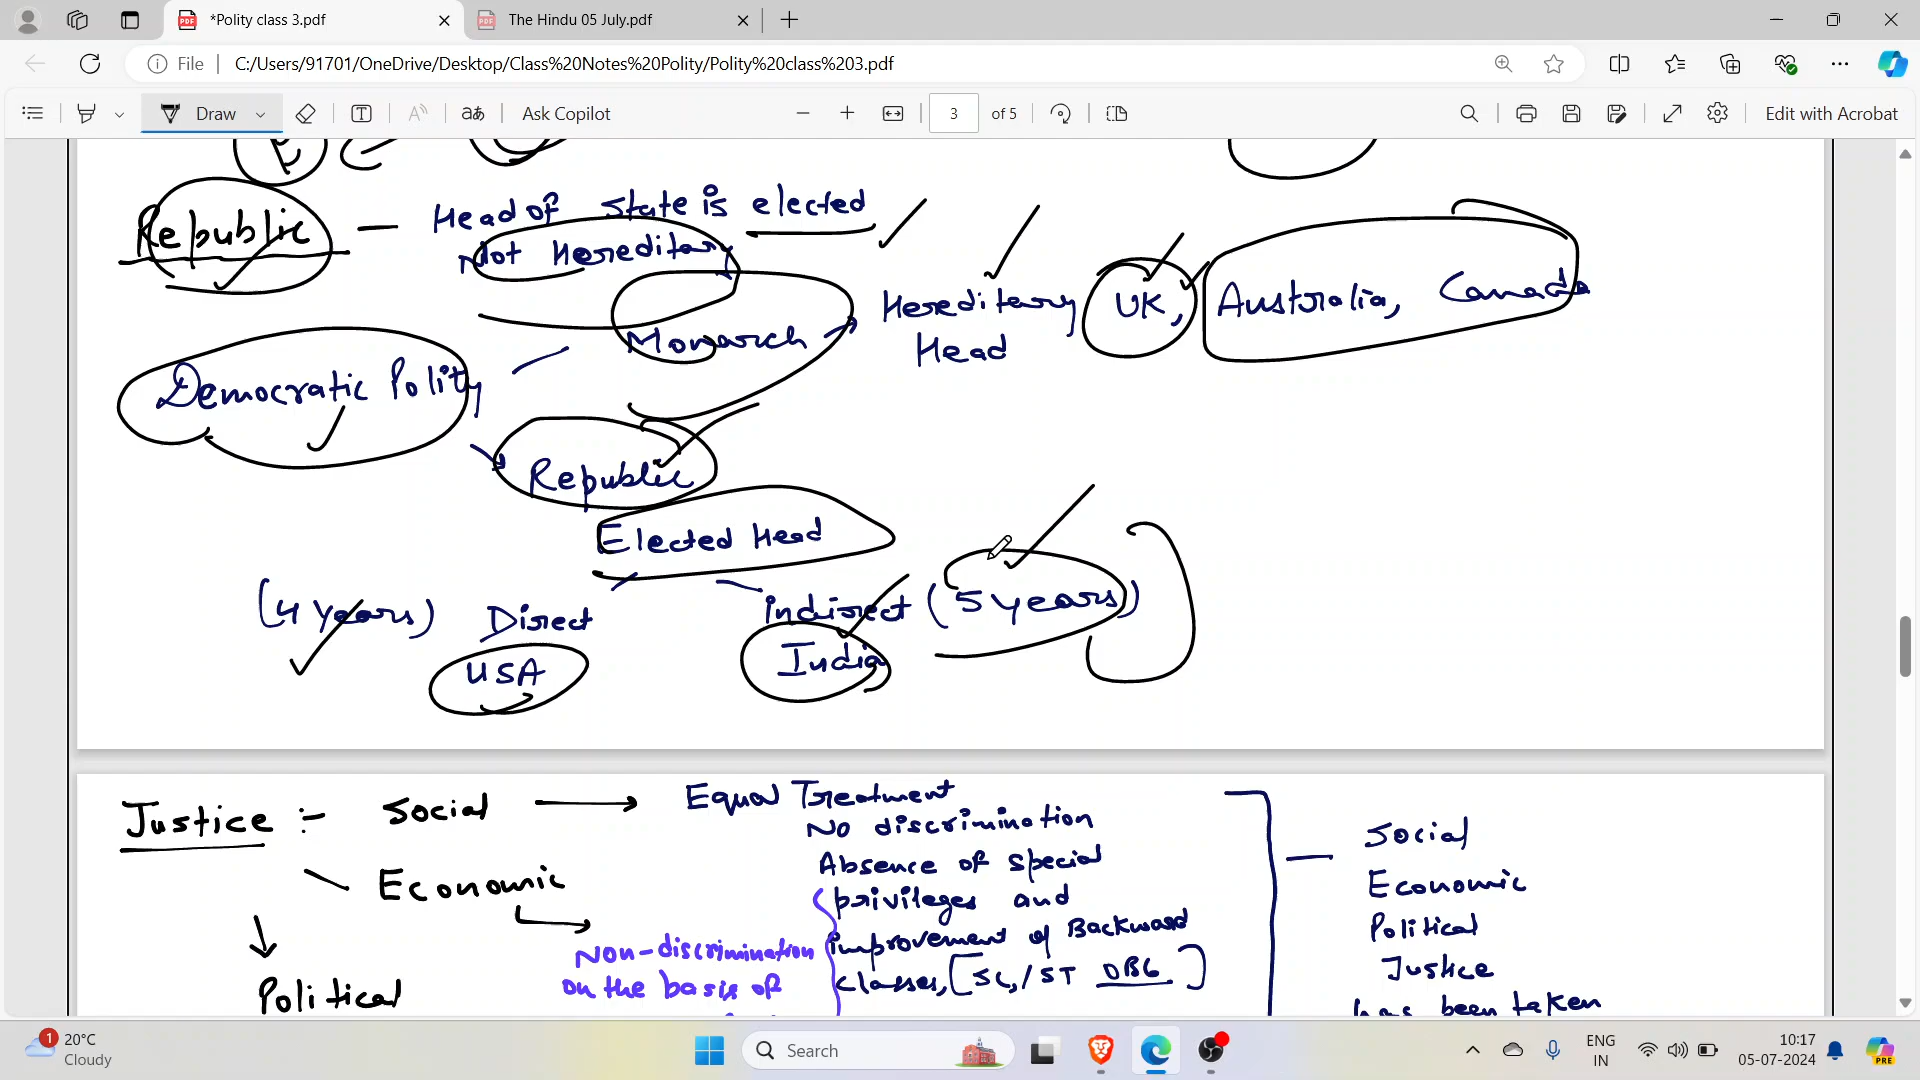 *Polity class 3.pdf
The Hindu 05 July.pdf
File
C:/Users/91701/OneDrive/Desktop/Class%20Notes%20Polity/Polity%20class%203.pdf
Draw
Ask Copilot
3
of 5
Edit with Acrobat
Republic — Head of state is elected
Not Hereditary
Monarch → Hereditary Head
UK, Australia, Canada
Democratic Polity
Republic
Elected Head
(4 years) Direct
indirect (5 years)
USA
India
Justice :- Social → Equal Treatment
No discrimination
Absence of special
privileges and
improvement of Backward
classes, [SC,/ST OBC]
Economic
Non-discrimination
on the basis of
Political
Social
Economic
Political
Justice
has been taken
1
20°C
Cloudy
Search
ENG
IN
10:17
05-07-2024
PRE